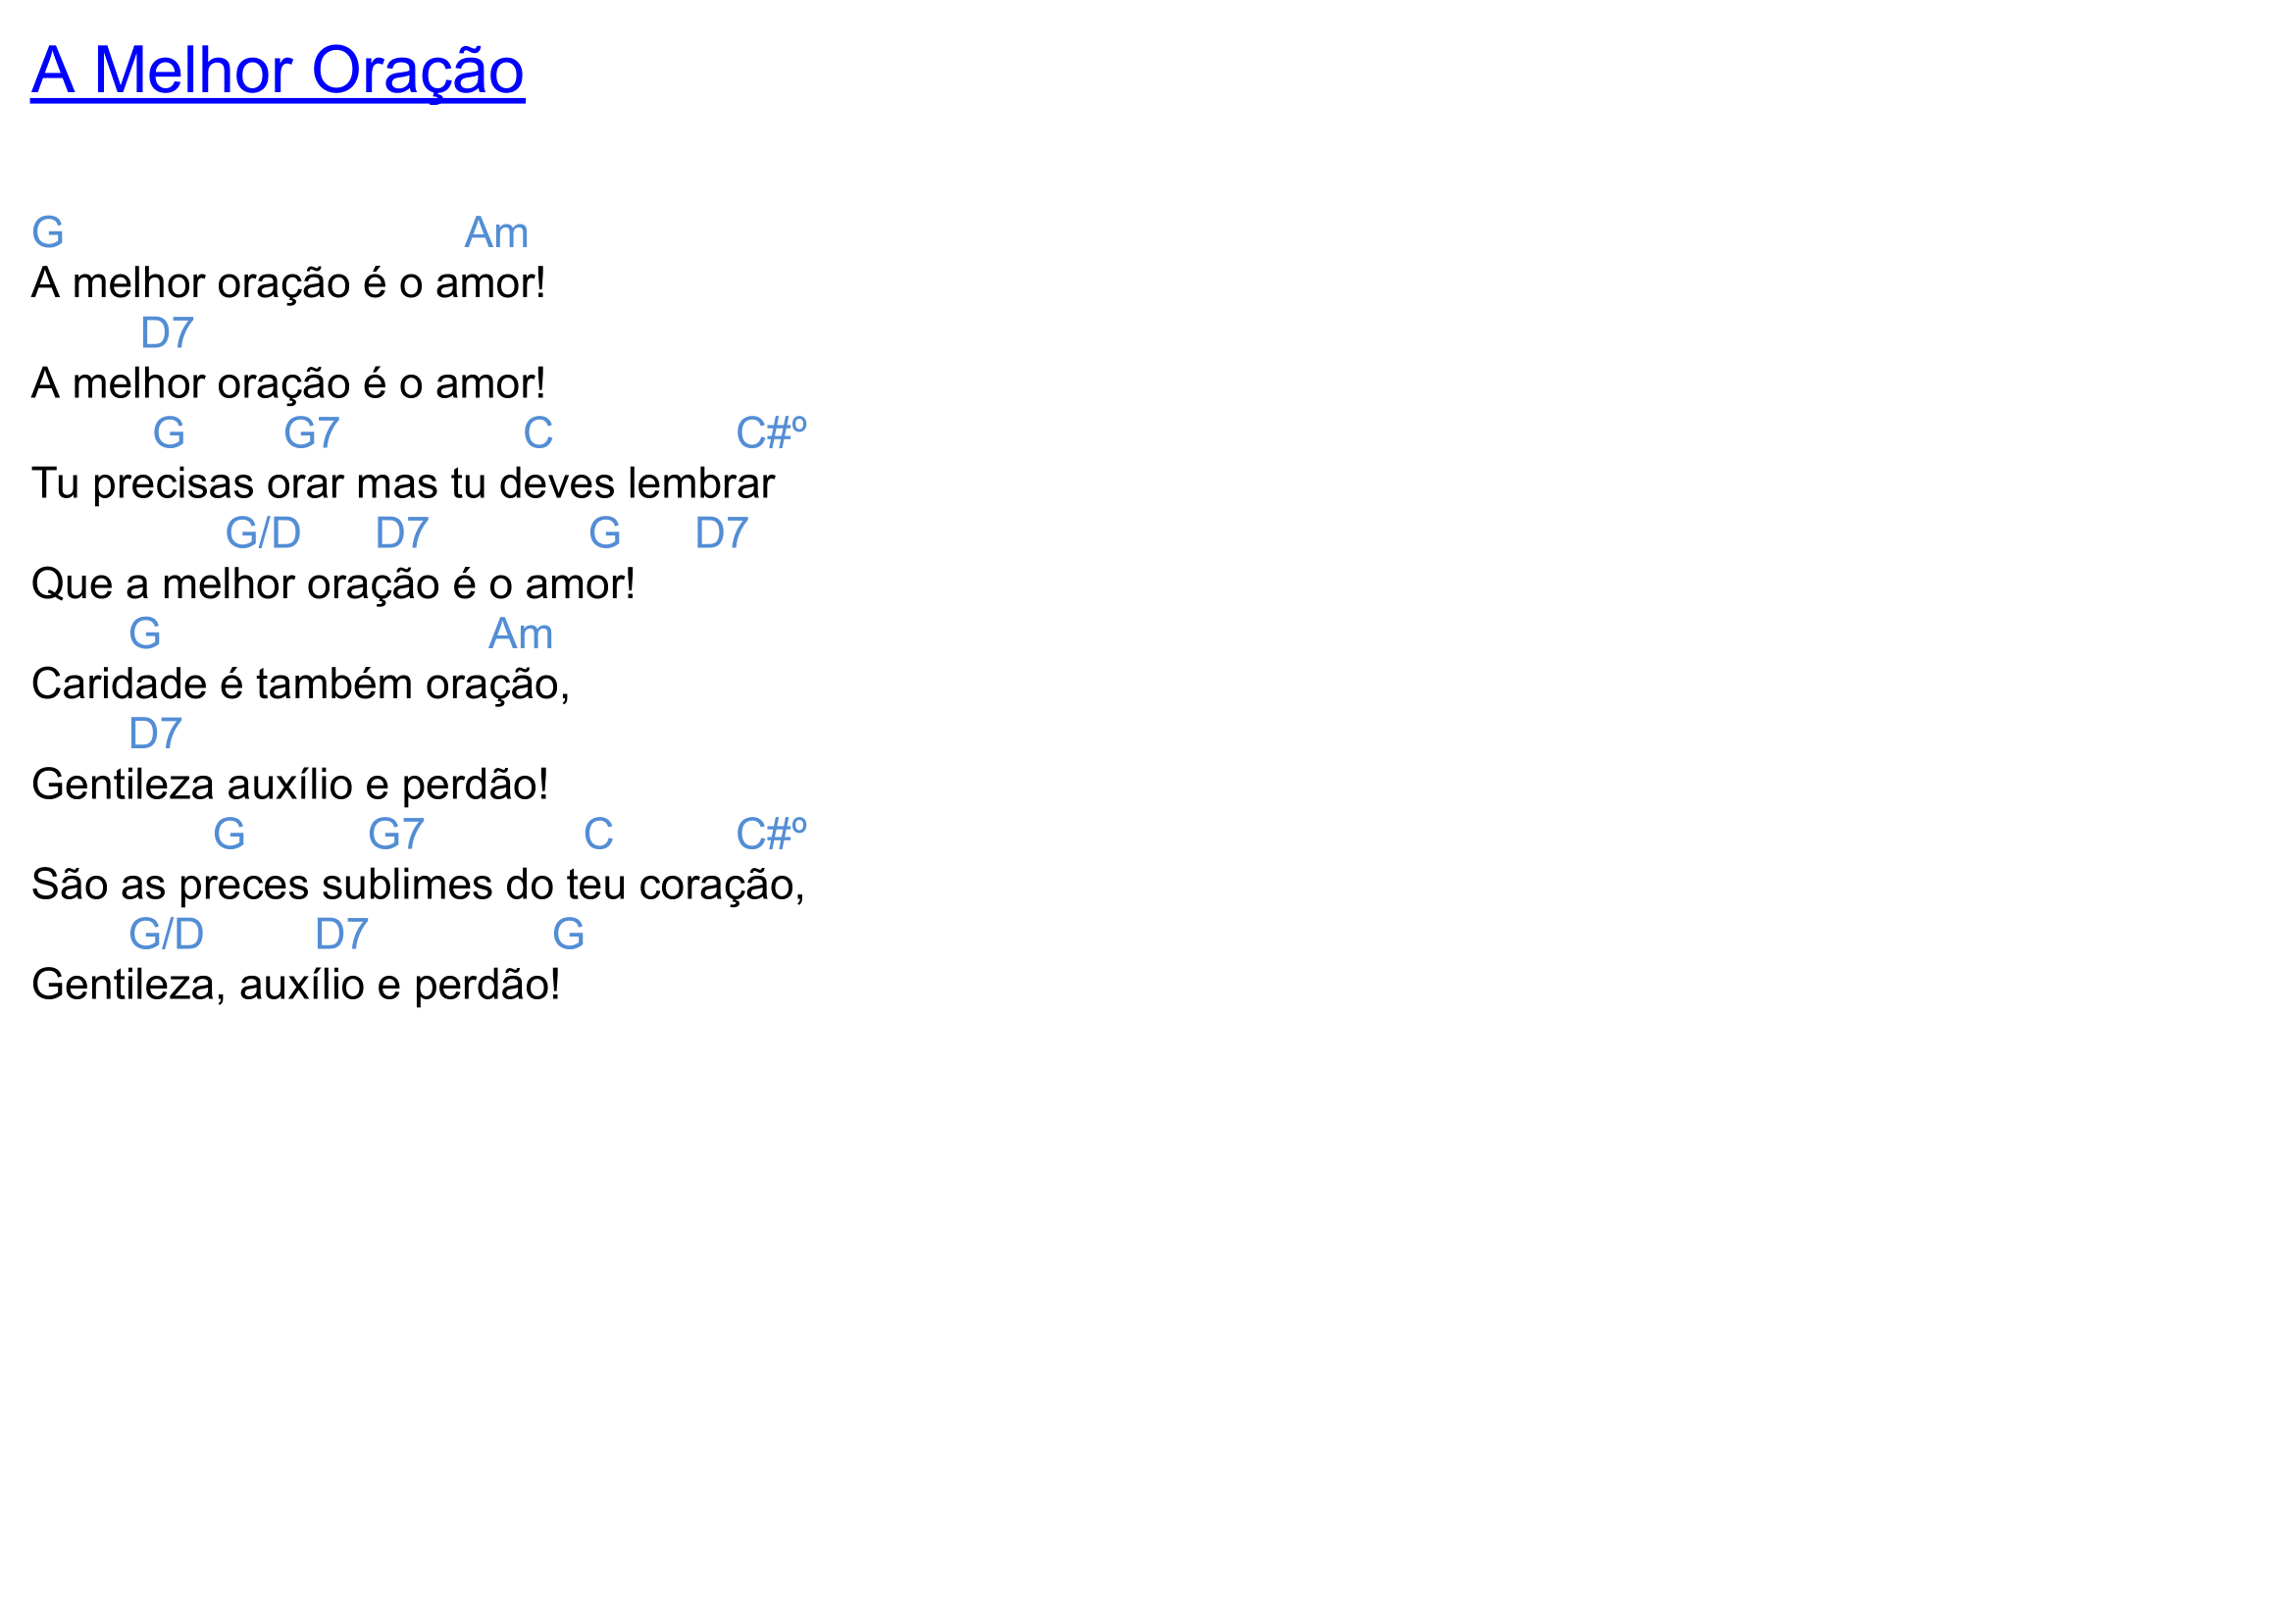 A Melhor Oração
G Am
A melhor oração é o amor!
D7
A melhor oração é o amor!
G G7 C C#º
Tu precisas orar mas tu deves lembrar
G/D D7 G D7
Que a melhor oração é o amor!
G Am
Caridade é também oração,
D7
Gentileza auxílio e perdão!
G G7 C C#º
São as preces sublimes do teu coração,
G/D D7 G
Gentileza, auxílio e perdão!